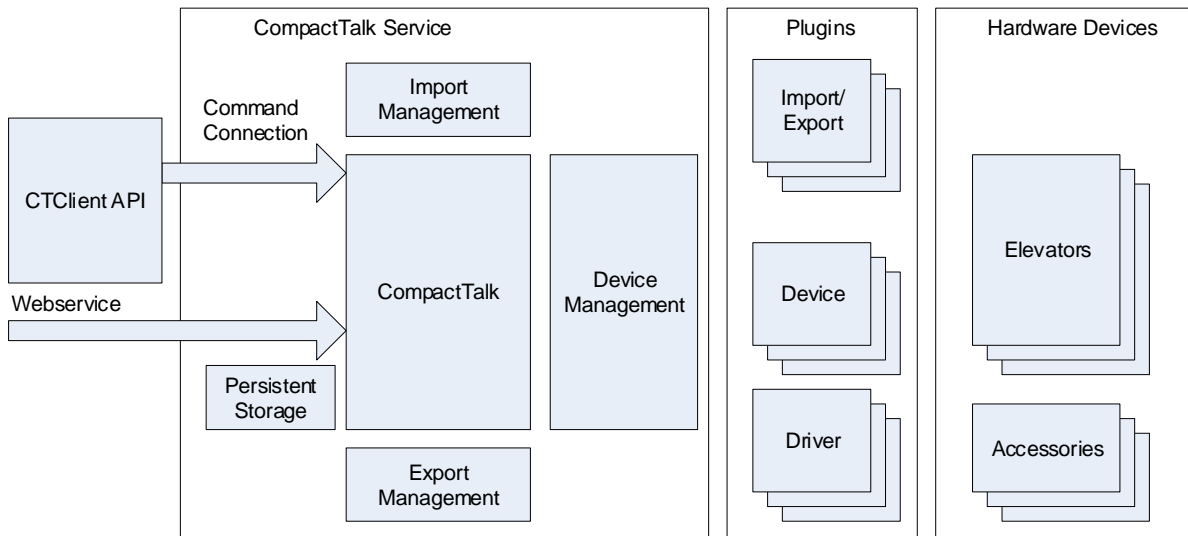 CompactTalk Service
Plugins
Hardware Devices
Import
Management
Command
Connection
Import/
Export
CTClient API
CompactTalk
Device
Management
Elevators
Device
Webservice
Persistent
Storage
Driver
Accessories
Export
Management